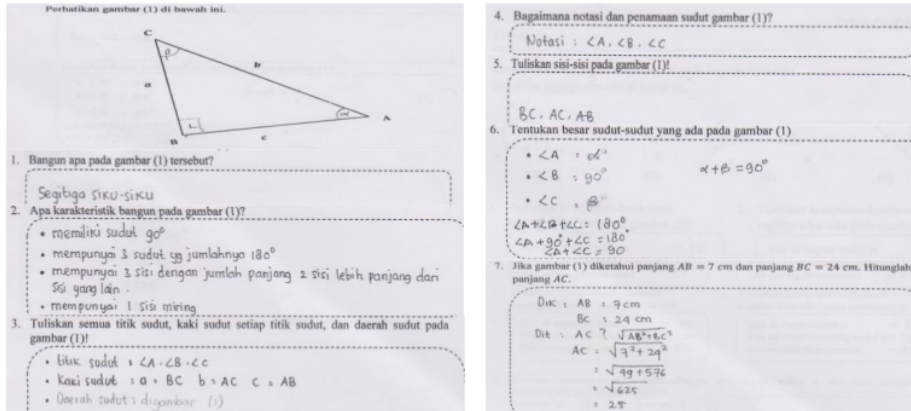 Perhatikan gambar (1) di bawah ini.
C
β
b
a
α
A
B
c
1. Bangun apa pada gambar (1) tersebut?
Segitiga siku-siku
2. Apa karakteristik bangun pada gambar (1)?
• memiliki sudut 90°
• mempunyai 3 sudut yg jumlahnya 180°
• mempunyai 3 sisi dengan jumlah panjang 2 sisi lebih panjang dari
sisi yang lain.
• mempunyai 1 sisi miring
3. Tuliskan semua titik sudut, kaki sudut setiap titik sudut, dan daerah sudut pada
gambar (1)!
• titik sudut : ∠A . ∠B . ∠C
• kaki sudut : a = BC b = AC c = AB
• Daerah sudut : digambar (1)
4. Bagaimana notasi dan penamaan sudut gambar (1)?
Notasi : ∠A . ∠B . ∠C
5. Tuliskan sisi-sisi pada gambar (1)!
BC . AC . AB
6. Tentukan besar sudut-sudut yang ada pada gambar (1)
• ∠A = α°
• ∠B = 90° α+β = 90°
• ∠C = β°
∠A+∠B+∠C = 180°
∠A + 90° + ∠C = 180°
∠A + ∠C = 90
7. Jika gambar (1) diketahui panjang AB = 7 cm dan panjang BC = 24 cm. Hitunglah
panjang AC.
Dik : AB = 7 cm
BC = 24 cm
Dit : AC ? √AB²+BC²
AC = √7² + 24²
= √49 + 576
= √625
= 25